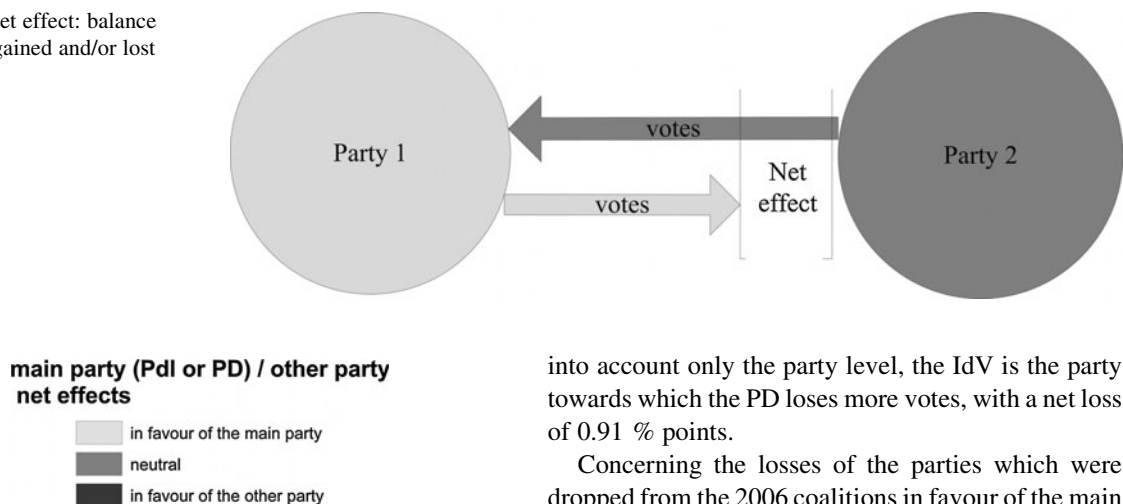 et effect: balance
gained and/or lost
Party 1
votes
votes
Net
effect
Party 2
main party (Pdl or PD) / other party
net effects
in favour of the main party
neutral
in favour of the other party
into account only the party level, the IdV is the party
towards which the PD loses more votes, with a net loss
of 0.91 % points.
Concerning the losses of the parties which were
dropped from the 2006 coalitions in favour of the main